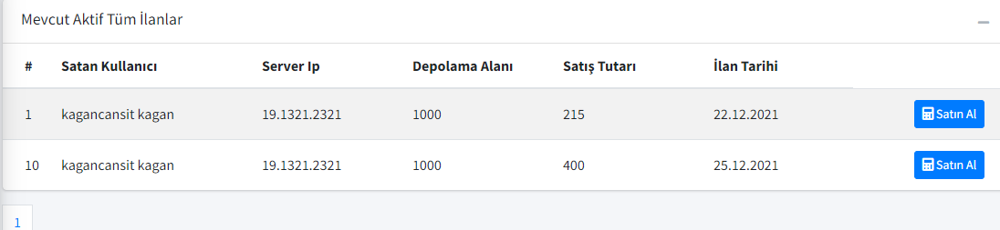 Mevcut Aktif Tüm İlanlar
# Satan Kullanıcı Server Ip Depolama Alanı Satış Tutarı İlan Tarihi
1 kagancansit kagan 19.1321.2321 1000 215 22.12.2021 Satın Al
10 kagancansit kagan 19.1321.2321 1000 400 25.12.2021 Satın Al
1